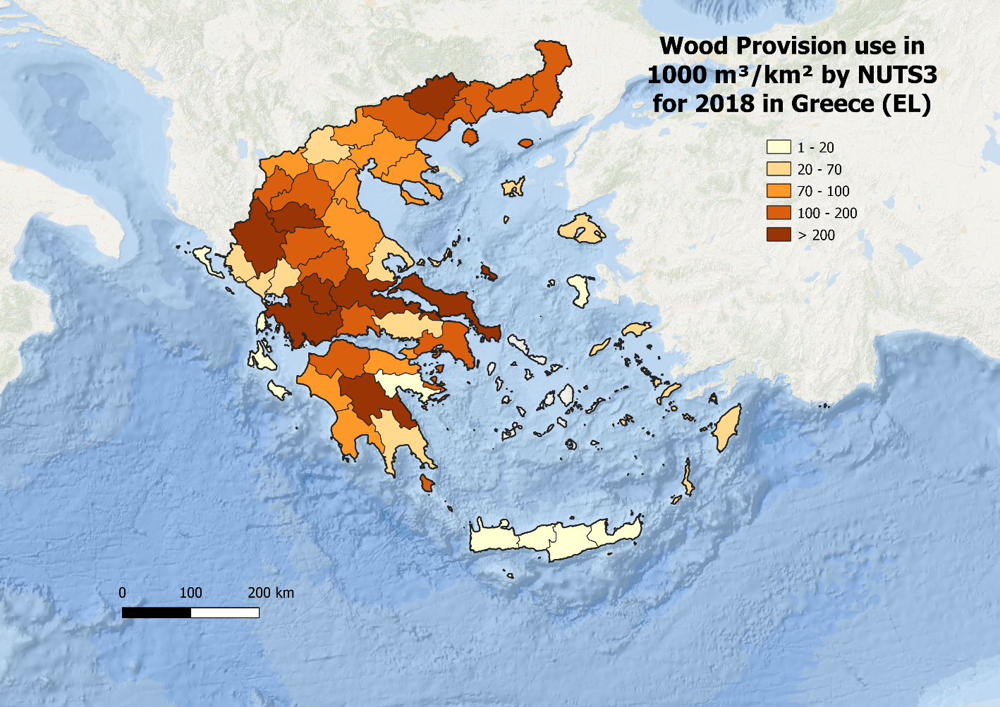 Wood Provision use in
1000 m³/km² by NUTS3
for 2018 in Greece (EL)
1 - 20
20 - 70
70 - 100
100 - 200
> 200
0 100 200 km